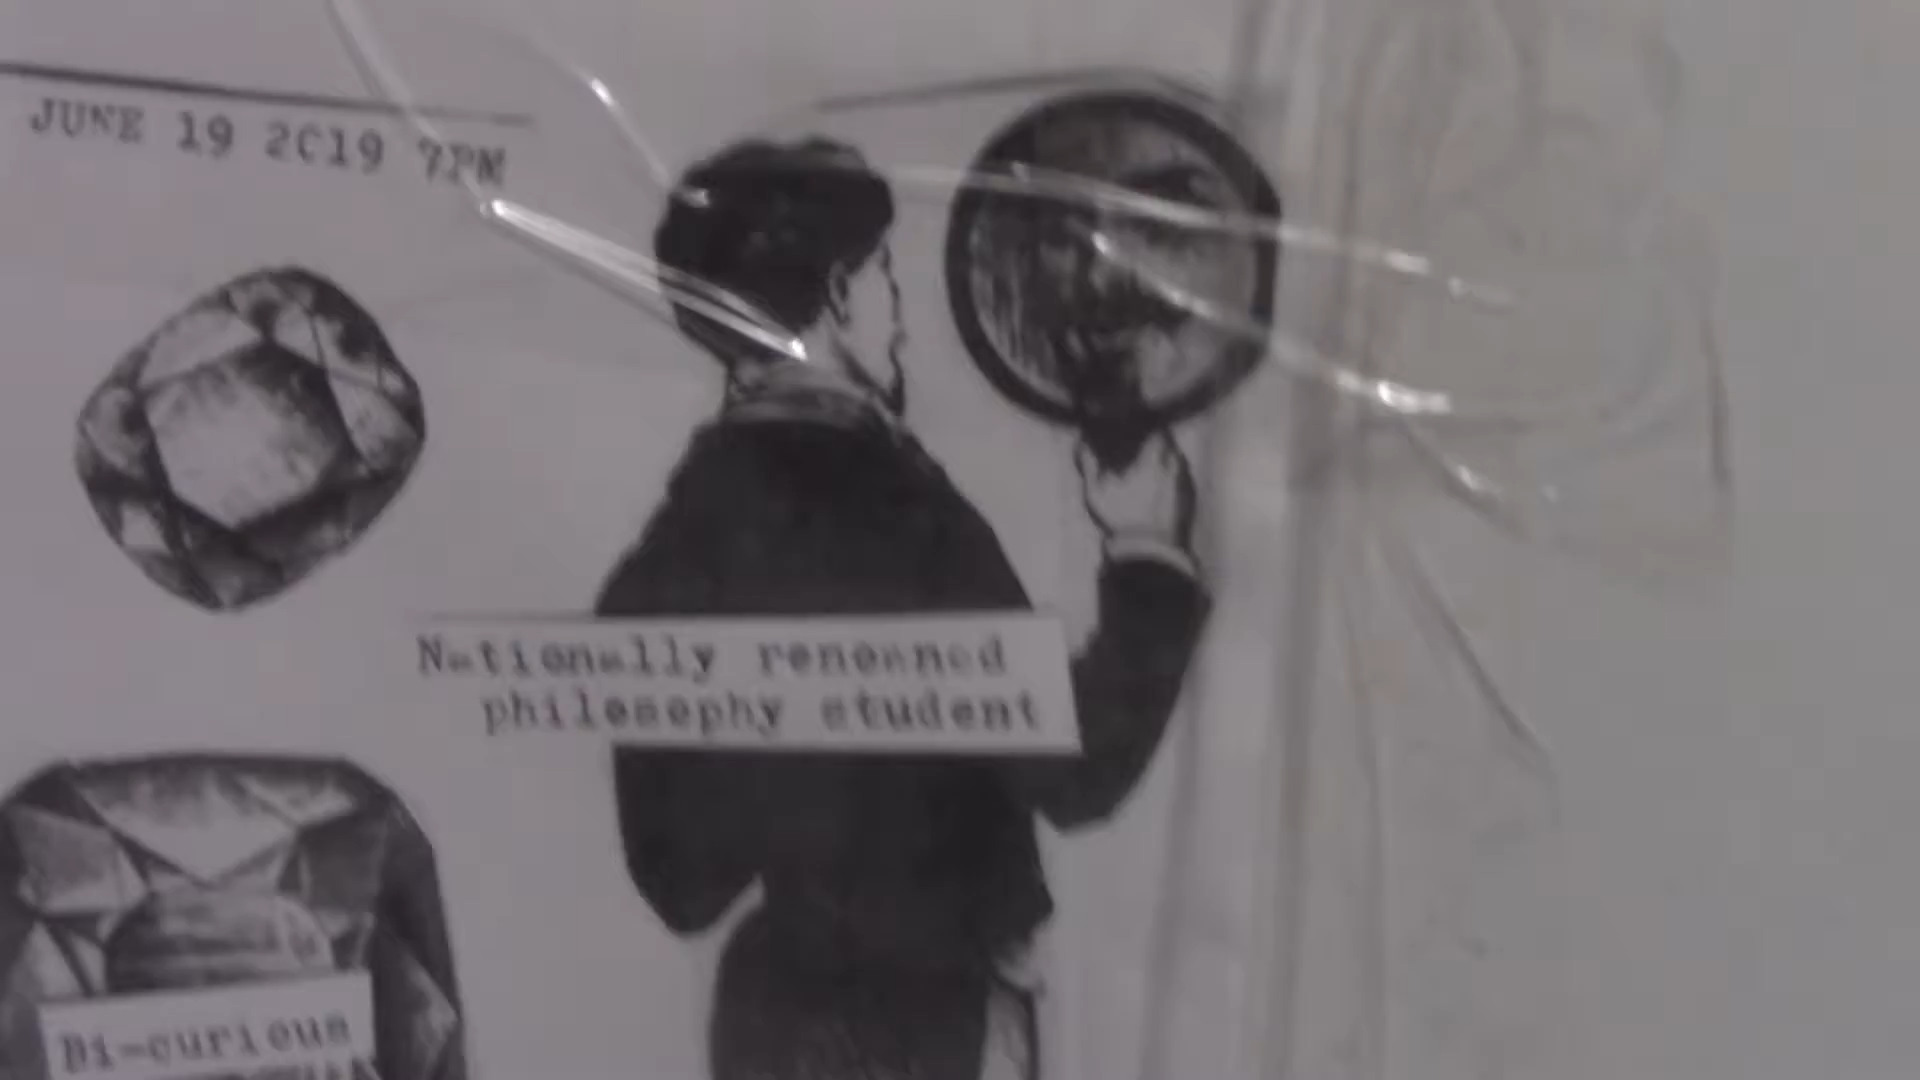 JUNE 19 2019 7PM
Nationally renowned
philosophy student
Bi-curious